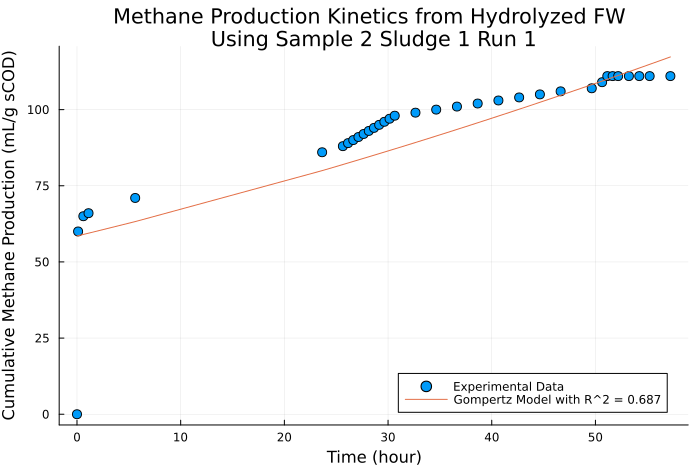 Methane Production Kinetics from Hydrolyzed FW
Using Sample 2 Sludge 1 Run 1
Cumulative Methane Production (mL/g sCOD)
100
75
50
25
0
0 10 20 30 40 50
Time (hour)
Experimental Data
Gompertz Model with R^2 = 0.687